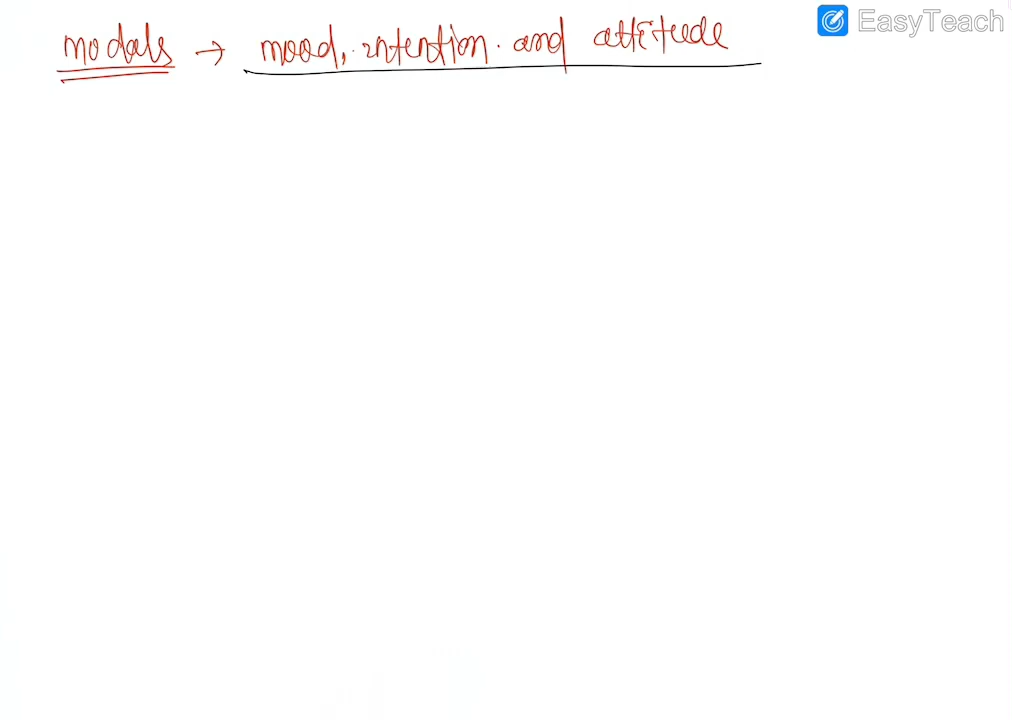 modals → mood, intention and attitude
EasyTeach